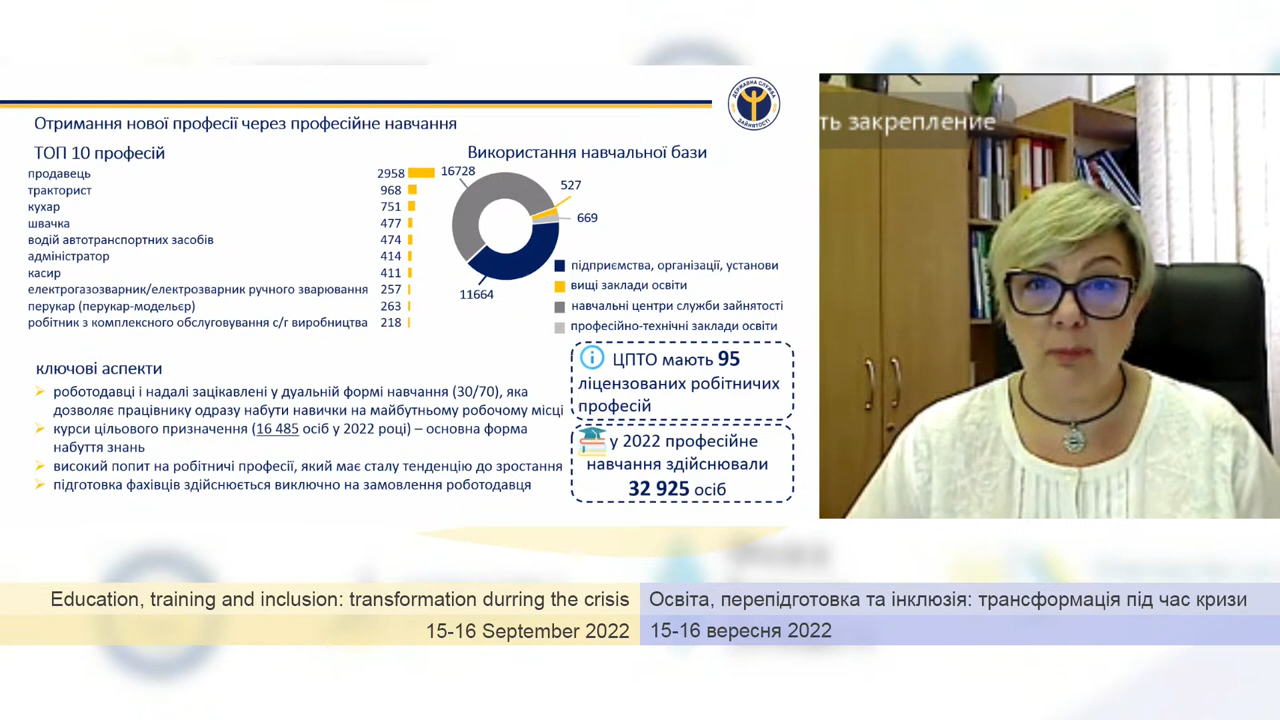 ДЕРЖАВНА СЛУЖБА
ЗАЙНЯТОСТІ
Отримання нової професії через професійне навчання
ТОП 10 професій
продавець 2958
тракторист 968
кухар 751
швачка 477
водій автотранспортних засобів 474
адміністратор 414
касир 411
електрогазозварник/електрозварник ручного зварювання 257
перукар (перукар-модельєр) 263
робітник з комплексного обслуговування с/г виробництва 218
Використання навчальної бази
16728
527
669
11664
підприємства, організації, установи
вищі заклади освіти
навчальні центри служби зайнятості
професійно-технічні заклади освіти
ключові аспекти
роботодавці і надалі зацікавлені у дуальній формі навчання (30/70), яка
дозволяє працівнику одразу набути навички на майбутньому робочому місці
курси цільового призначення (16 485 осіб у 2022 році) – основна форма
набуття знань
високий попит на робітничі професії, який має сталу тенденцію до зростання
підготовка фахівців здійснюється виключно на замовлення роботодавця
ЦПТО мають 95
ліцензованих робітничих
професій
у 2022 професійне
навчання здійснювали
32 925 осіб
ть закрепление
Education, training and inclusion: transformation durring the crisis
15-16 September 2022
Освіта, перепідготовка та інклюзія: трансформація під час кризи
15-16 вересня 2022